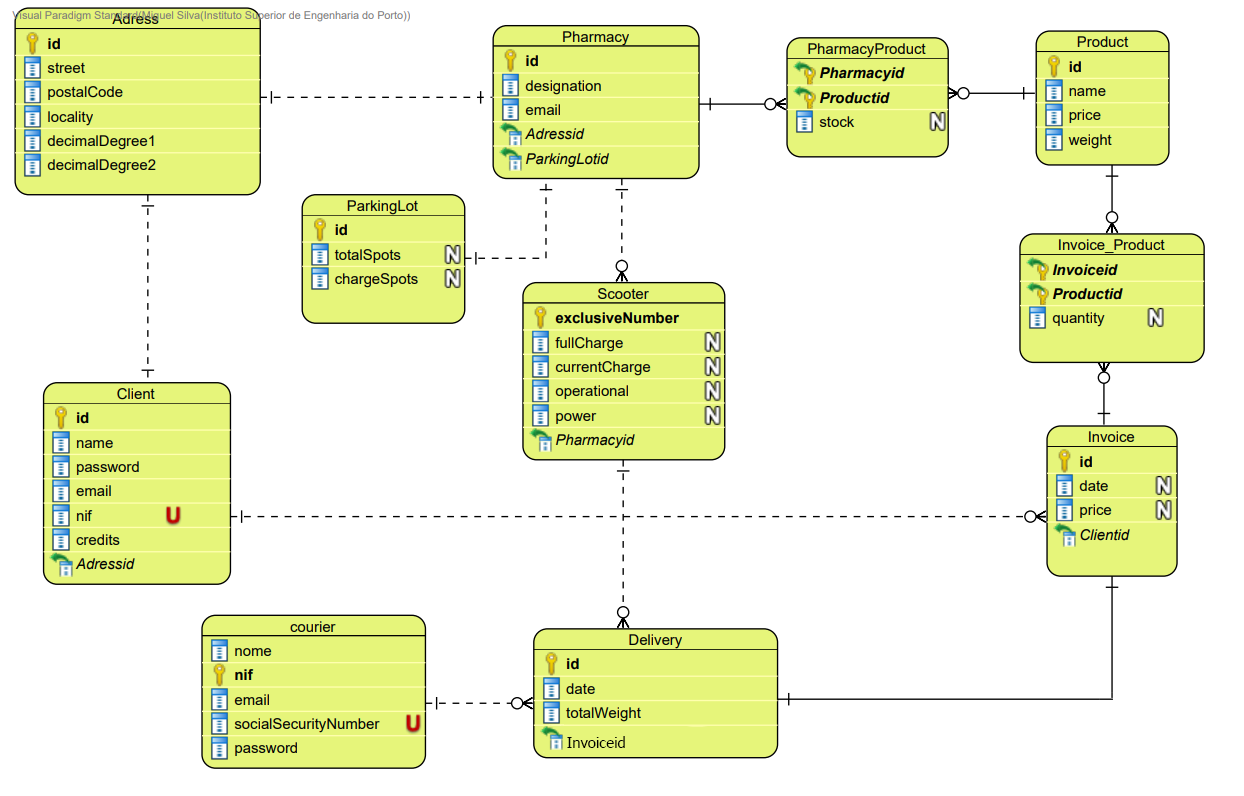 Visual Paradigm Standard(Miguel Silva(Instituto Superior de Engenharia do Porto))
Adress
id
street
postalCode
locality
decimalDegree1
decimalDegree2
Pharmacy
id
designation
email
Adressid
ParkingLotid
PharmacyProduct
Pharmacyid
Productid
stock N
Product
id
name
price
weight
ParkingLot
id
totalSpots N
chargeSpots N
Scooter
exclusiveNumber
fullCharge N
currentCharge N
operational N
power N
Pharmacyid
Invoice_Product
Invoiceid
Productid
quantity N
Client
id
name
password
email
nif U
credits
Adressid
Invoice
id
date N
price N
Clientid
courier
nome
nif
email
socialSecurityNumber U
password
Delivery
id
date
totalWeight
Invoiceid